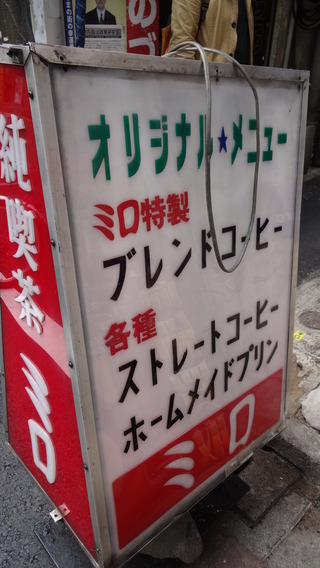 オリジナル★メニュー
ミロ特製
ブレンドコーヒー
各種
ストレートコーヒー
ホームメイドプリン
ミロ
純喫茶 ミロ